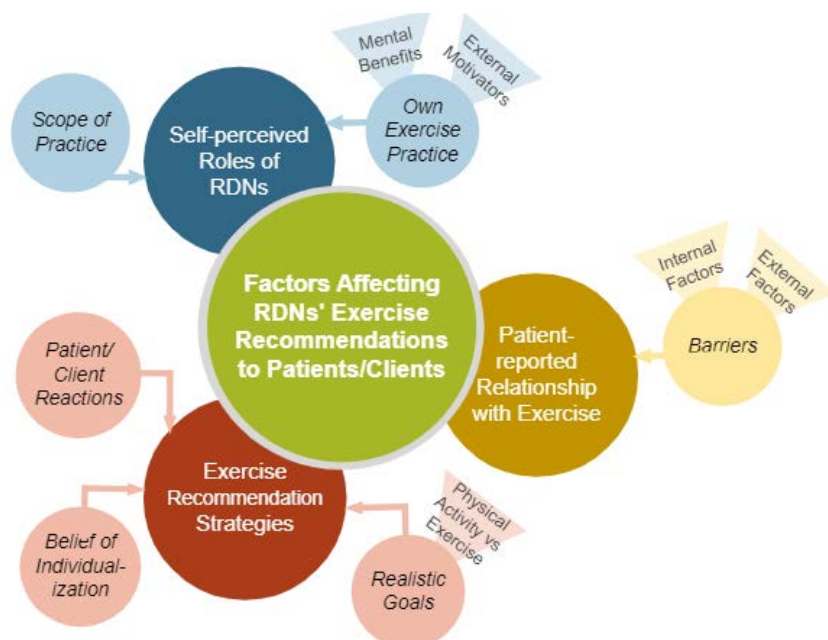 Mental
Benefits
External
Motivators
Scope of
Practice
Self-perceived
Roles of
RDNs
Own
Exercise
Practice
Factors Affecting
RDNs' Exercise
Recommendations
to Patients/Clients
Internal
Factors
External
Factors
Patient-
reported
Relationship
with Exercise
Barriers
Patient/
Client
Reactions
Exercise
Recommendation
Strategies
Belief of
Individual-
ization
Physical
Activity vs
Exercise
Realistic
Goals